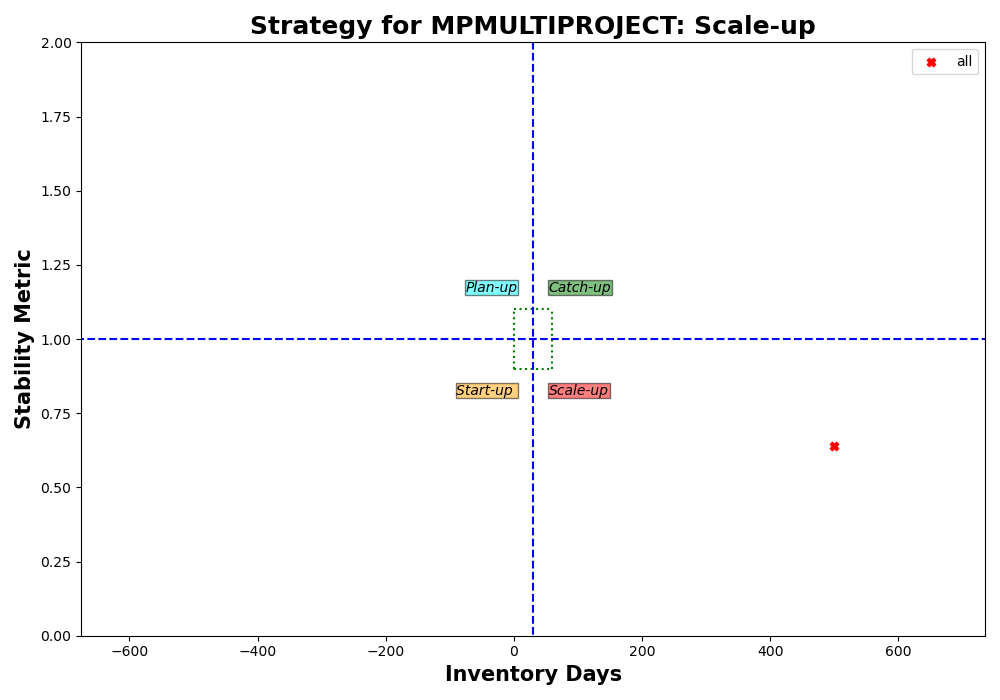 Strategy for MPMULTIPROJECT: Scale-up
all
2.00
1.75
1.50
1.25
1.00
0.75
0.50
0.25
0.00
Stability Metric
Plan-up
Catch-up
Start-up
Scale-up
−600
−400
−200
0
200
400
600
Inventory Days